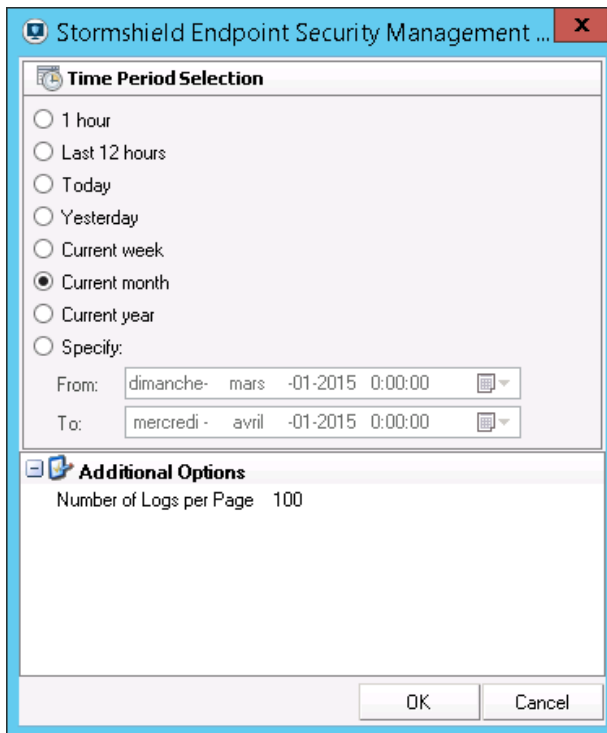 Stormshield Endpoint Security Management ...
Time Period Selection
1 hour
Last 12 hours
Today
Yesterday
Current week
Current month
Current year
Specify:
From: dimanche- mars -01-2015 0:00:00
To: mercredi - avril -01-2015 0:00:00
Additional Options
Number of Logs per Page 100
OK Cancel